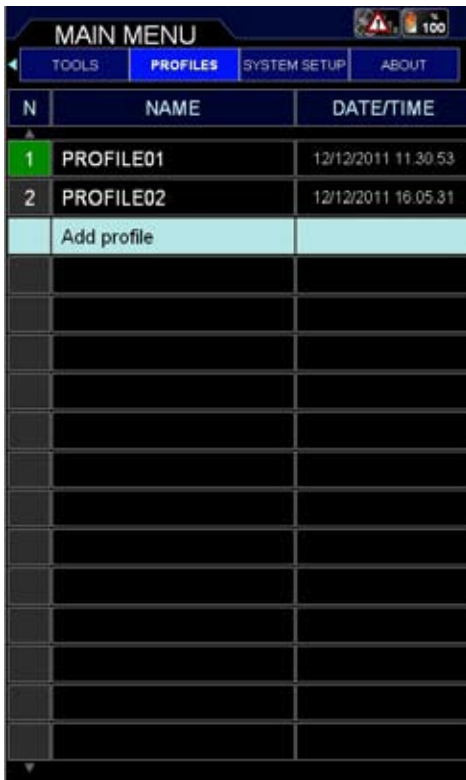 MAIN MENU
% 100
TOOLS PROFILES SYSTEM SETUP ABOUT
N NAME DATE/TIME
1 PROFILE01 12/12/2011 11.30.53
2 PROFILE02 12/12/2011 16.05.31
Add profile